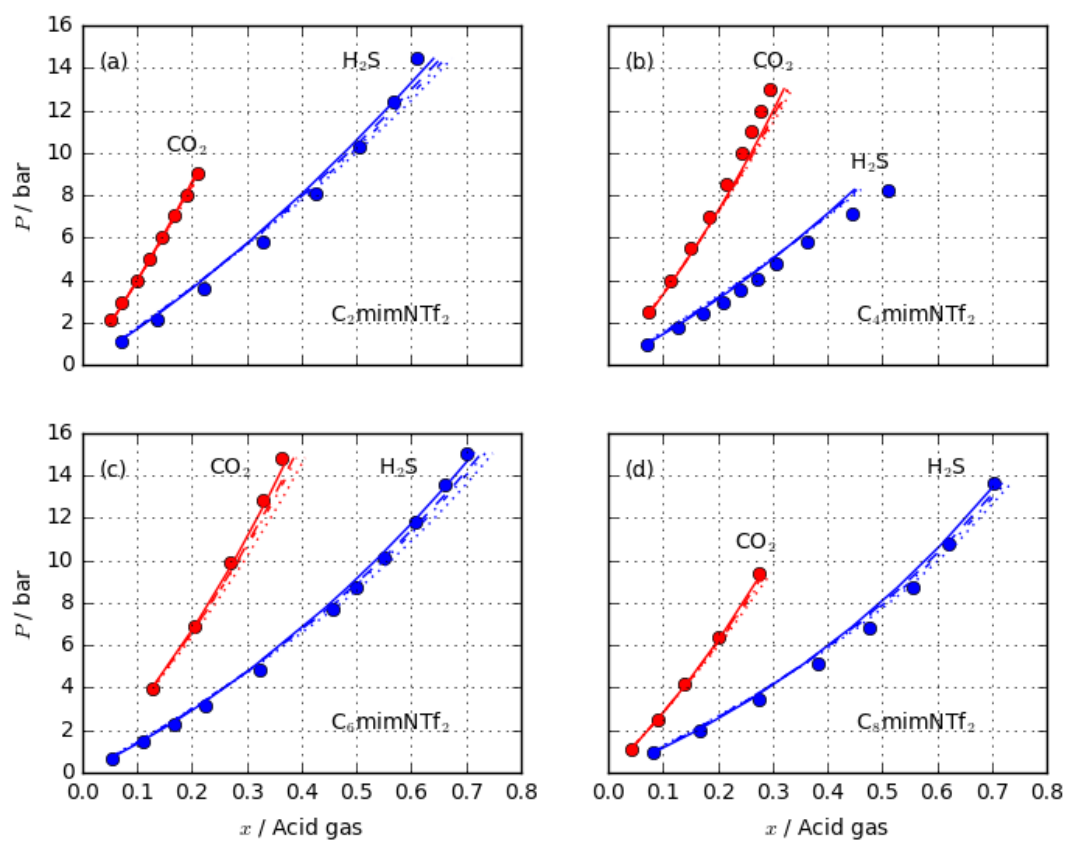 16
14
12
10
8
6
4
2
0
P / bar
(a)
H₂S
CO₂
C₂mimNTf₂
(b)
CO₂
H₂S
C₄mimNTf₂
16
14
12
10
8
6
4
2
0
P / bar
(c)
CO₂
H₂S
C₆mimNTf₂
0.0 0.1 0.2 0.3 0.4 0.5 0.6 0.7 0.8
x / Acid gas
(d)
H₂S
CO₂
C₈mimNTf₂
0.0 0.1 0.2 0.3 0.4 0.5 0.6 0.7 0.8
x / Acid gas